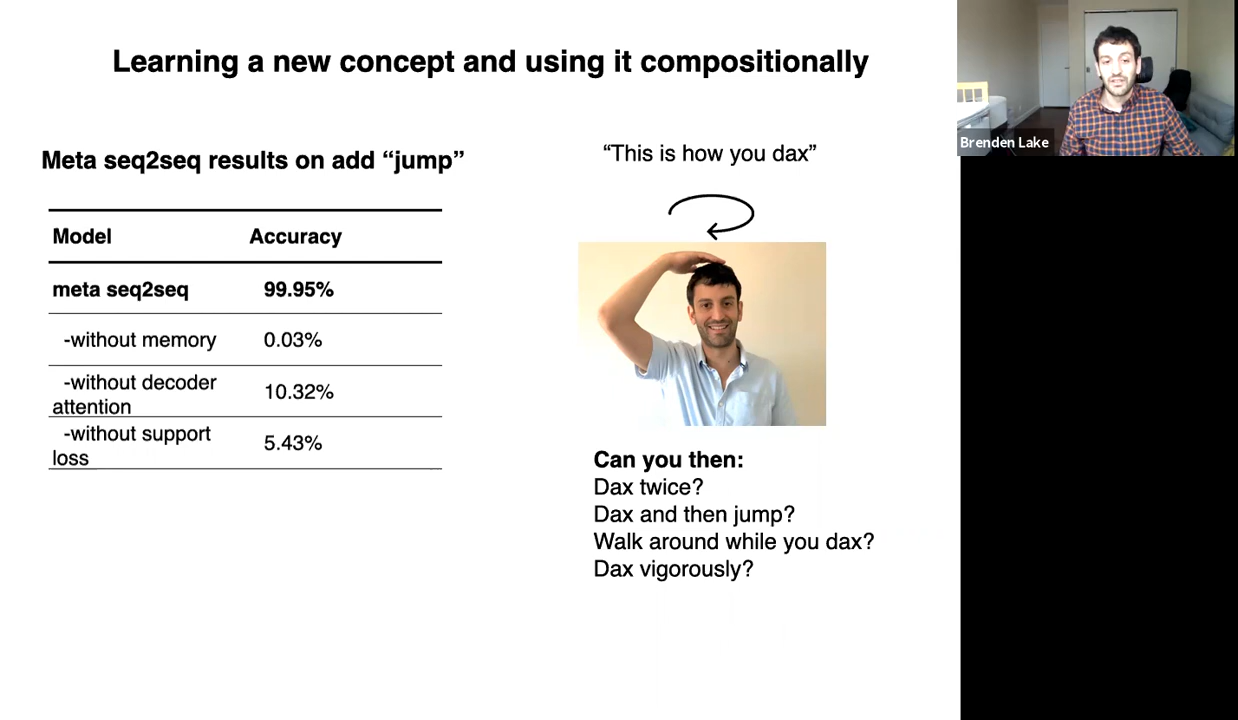 Learning a new concept and using it compositionally
Meta seq2seq results on add “jump”
Model Accuracy
meta seq2seq 99.95%
-without memory 0.03%
-without decoder
attention 10.32%
-without support
loss 5.43%
“This is how you dax”
Can you then:
Dax twice?
Dax and then jump?
Walk around while you dax?
Dax vigorously?
Brenden Lake